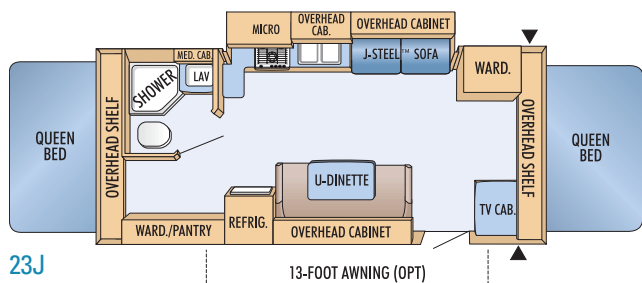 MICRO
OVERHEAD
CAB.
OVERHEAD CABINET
MED. CAB.
LAV
SHOWER
J-STEEL™ SOFA
WARD.
QUEEN
BED
OVERHEAD SHELF
OVERHEAD SHELF
QUEEN
BED
U-DINETTE
TV CAB.
REFRIG.
WARD./PANTRY
OVERHEAD CABINET
23J
13-FOOT AWNING (OPT)